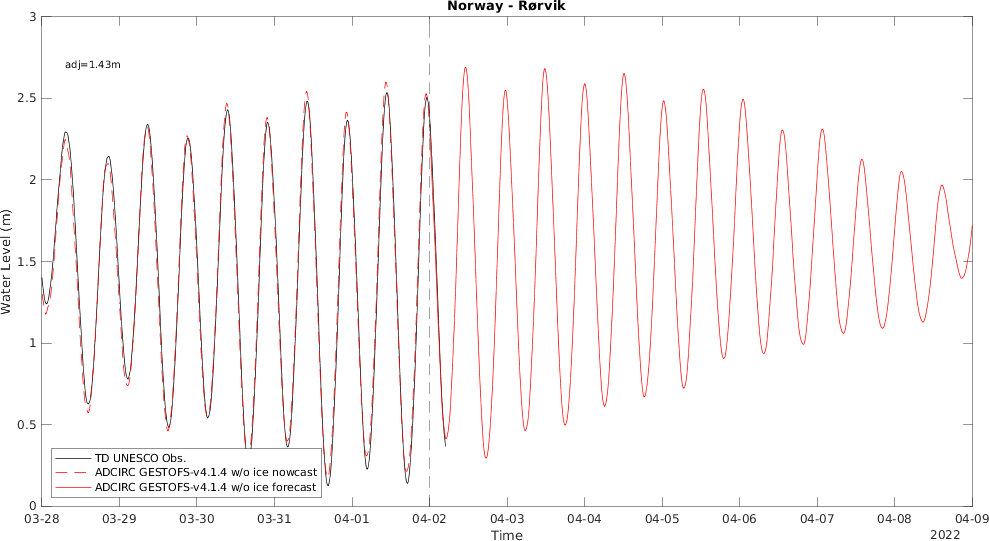 Norway - Rørvik
3
adj=1.43m
2.5
2
Water Level (m)
1.5
1
0.5
TD UNESCO Obs.
ADCIRC GESTOFS-v4.1.4 w/o ice nowcast
ADCIRC GESTOFS-v4.1.4 w/o ice forecast
0
03-28 03-29 03-30 03-31 04-01 04-02 04-03 04-04 04-05 04-06 04-07 04-08 04-09
Time
2022